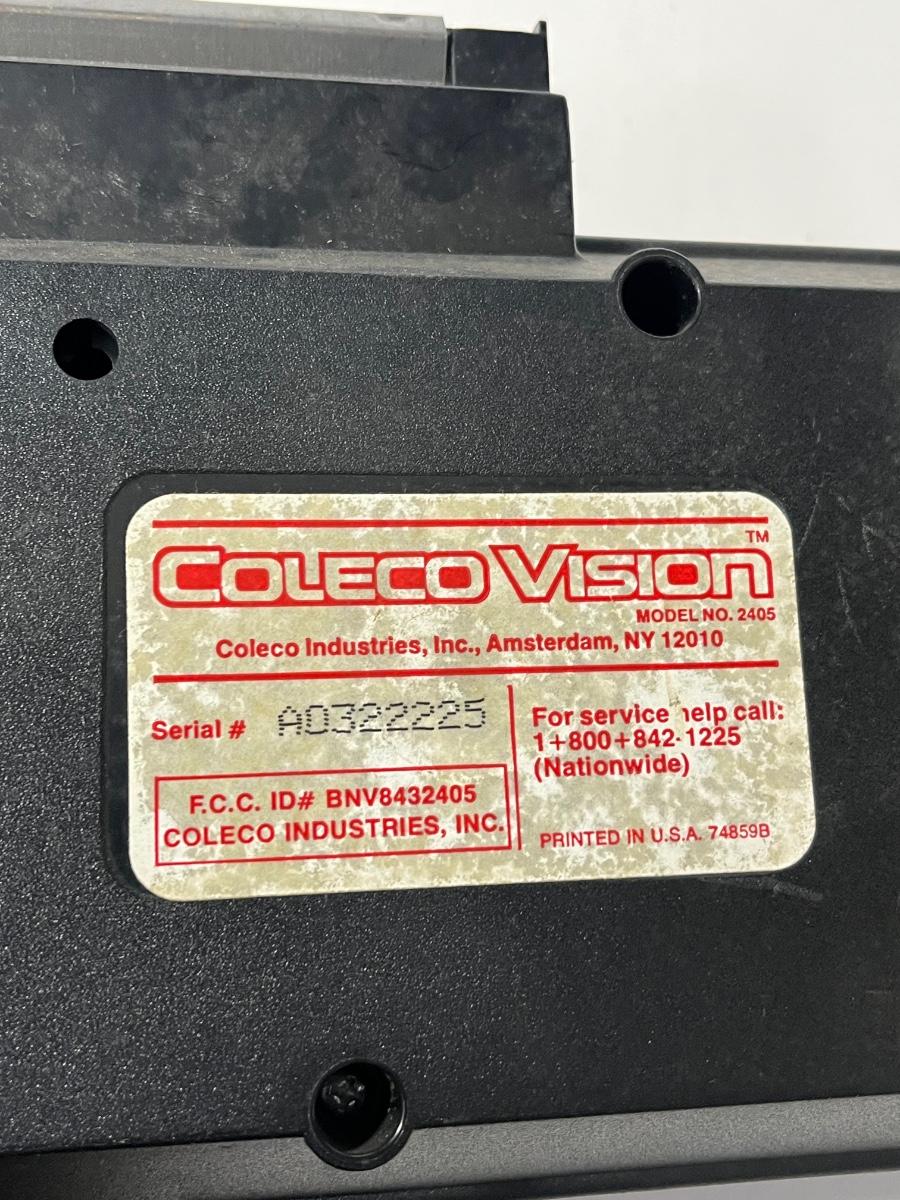 COLECOVISION™
MODEL NO. 2405
Coleco Industries, Inc., Amsterdam, NY 12010
Serial # A0322225
For service help call:
1+800+842-1225
(Nationwide)
F.C.C. ID# BNV8432405
COLECO INDUSTRIES, INC.
PRINTED IN U.S.A. 74859B